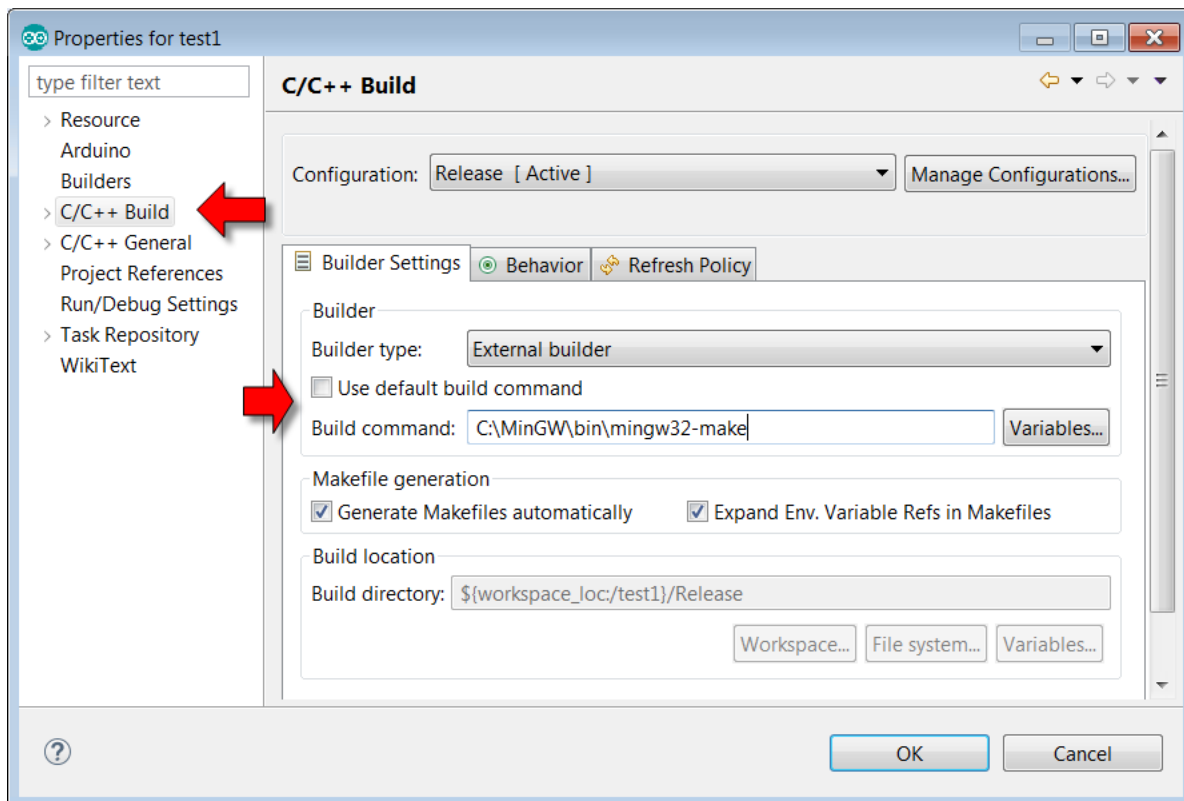 Properties for test1
type filter text
Resource
Arduino
Builders
C/C++ Build
C/C++ General
Project References
Run/Debug Settings
Task Repository
WikiText
C/C++ Build
Configuration: Release [ Active ] Manage Configurations...
Builder Settings Behavior Refresh Policy
Builder
Builder type: External builder
Use default build command
Build command: C:\MinGW\bin\mingw32-make Variables...
Makefile generation
Generate Makefiles automatically Expand Env. Variable Refs in Makefiles
Build location
Build directory: ${workspace_loc:/test1}/Release
Workspace... File system... Variables...
? OK Cancel